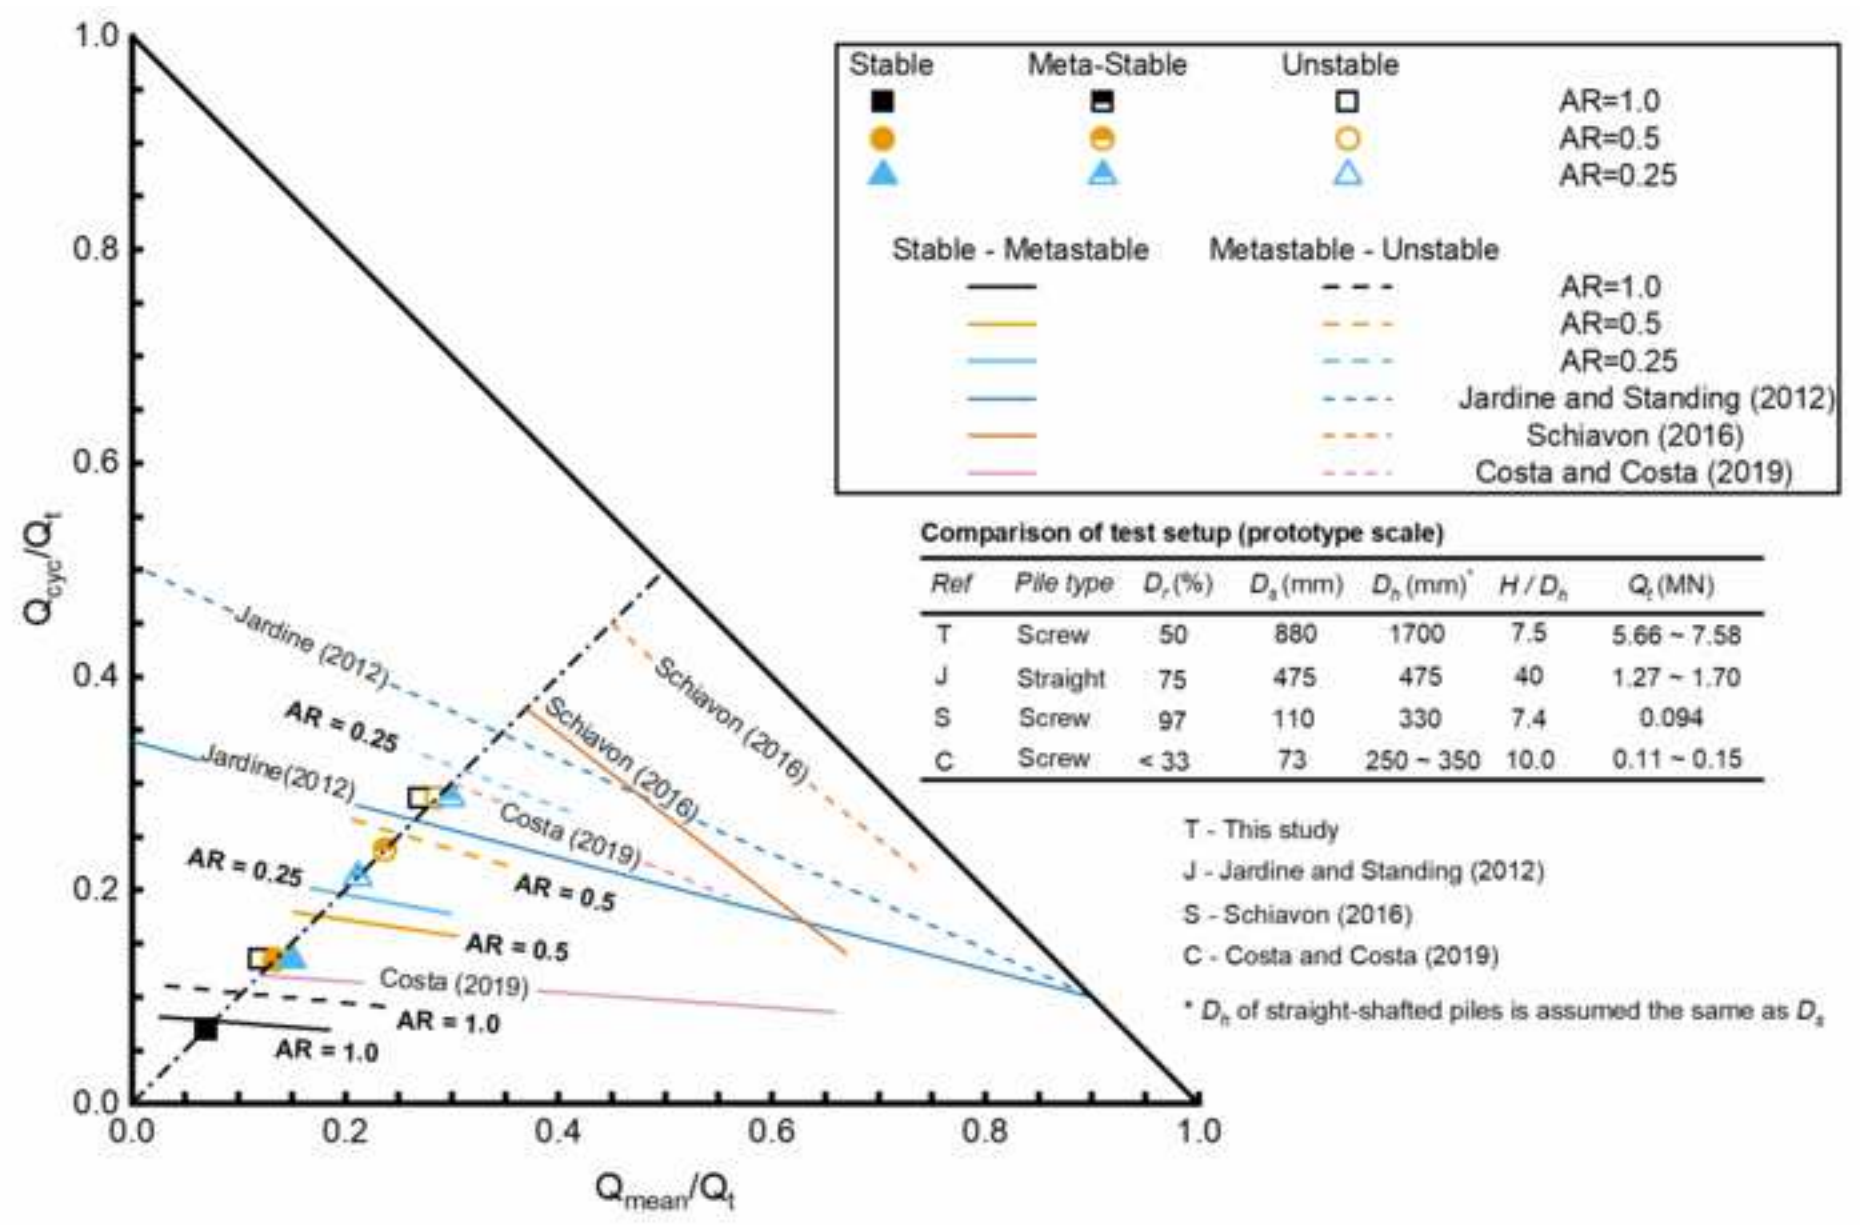 1.0
0.8
0.6
0.4
0.2
0.0
Qcyc/Qt
0.0 0.2 0.4 0.6 0.8 1.0
Qmean/Qt
Jardine (2012)
AR = 0.25
Jardine(2012)
Schiavon (2016)
Schiavon (2016)
Costa (2019)
AR = 0.25
AR = 0.5
AR = 0.5
Costa (2019)
AR = 1.0
AR = 1.0
Stable Meta-Stable Unstable
AR=1.0
AR=0.5
AR=0.25
Stable - Metastable Metastable - Unstable
AR=1.0
AR=0.5
AR=0.25
Jardine and Standing (2012)
Schiavon (2016)
Costa and Costa (2019)
Comparison of test setup (prototype scale)
Ref Pile type Dr (%) Ds (mm) Dh (mm)* H / Dh Qt (MN)
T Screw 50 880 1700 7.5 5.66 ~ 7.58
J Straight 75 475 475 40 1.27 ~ 1.70
S Screw 97 110 330 7.4 0.094
C Screw < 33 73 250 ~ 350 10.0 0.11 ~ 0.15
T - This study
J - Jardine and Standing (2012)
S - Schiavon (2016)
C - Costa and Costa (2019)
* Dh of straight-shafted piles is assumed the same as Ds